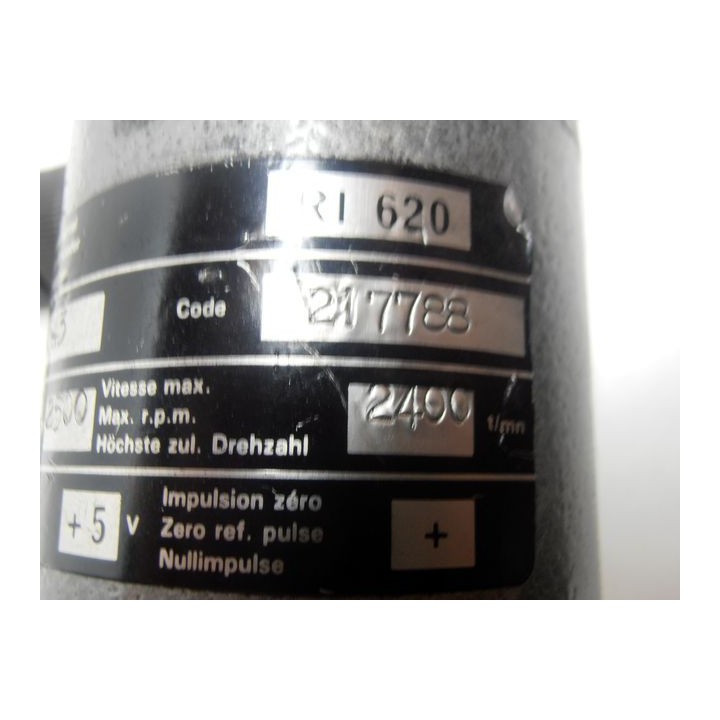 RI 620
Code 217788
2500 Vitesse max.
Max. r.p.m. 2400 t/mn
Höchste zul. Drehzahl
Impulsion zéro
+5 V Zero ref. pulse +
Nullimpulse